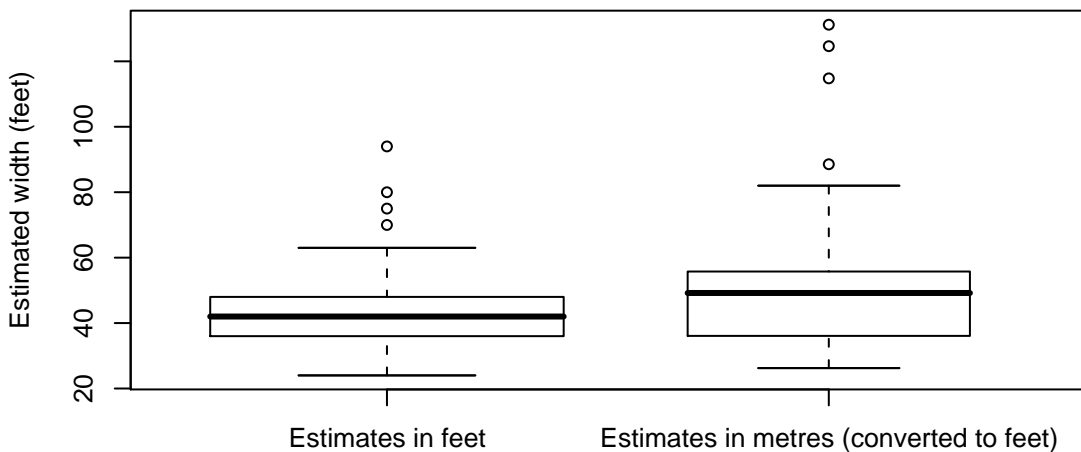 Estimated width (feet)
100
80
60
40
20
Estimates in feet
Estimates in metres (converted to feet)